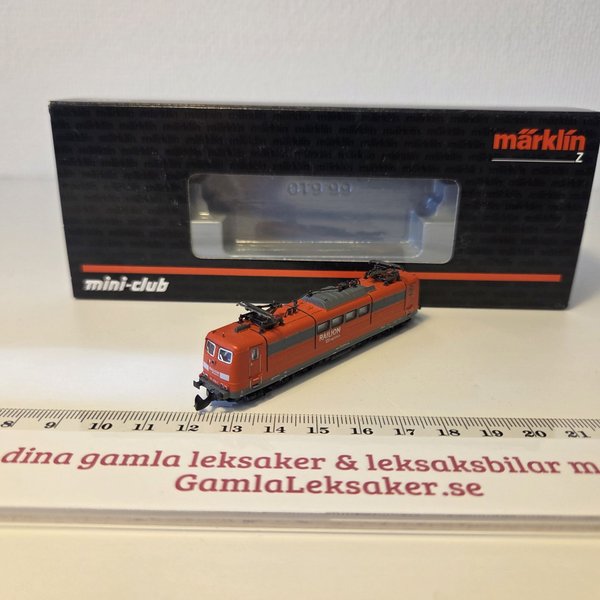 märklin
Z
mini-club
RAILION
8 9 10 11 12 13 14 15 16 17 18 19 20 21
dina gamla leksaker & leksaksbilar m
GamlaLeksaker.se